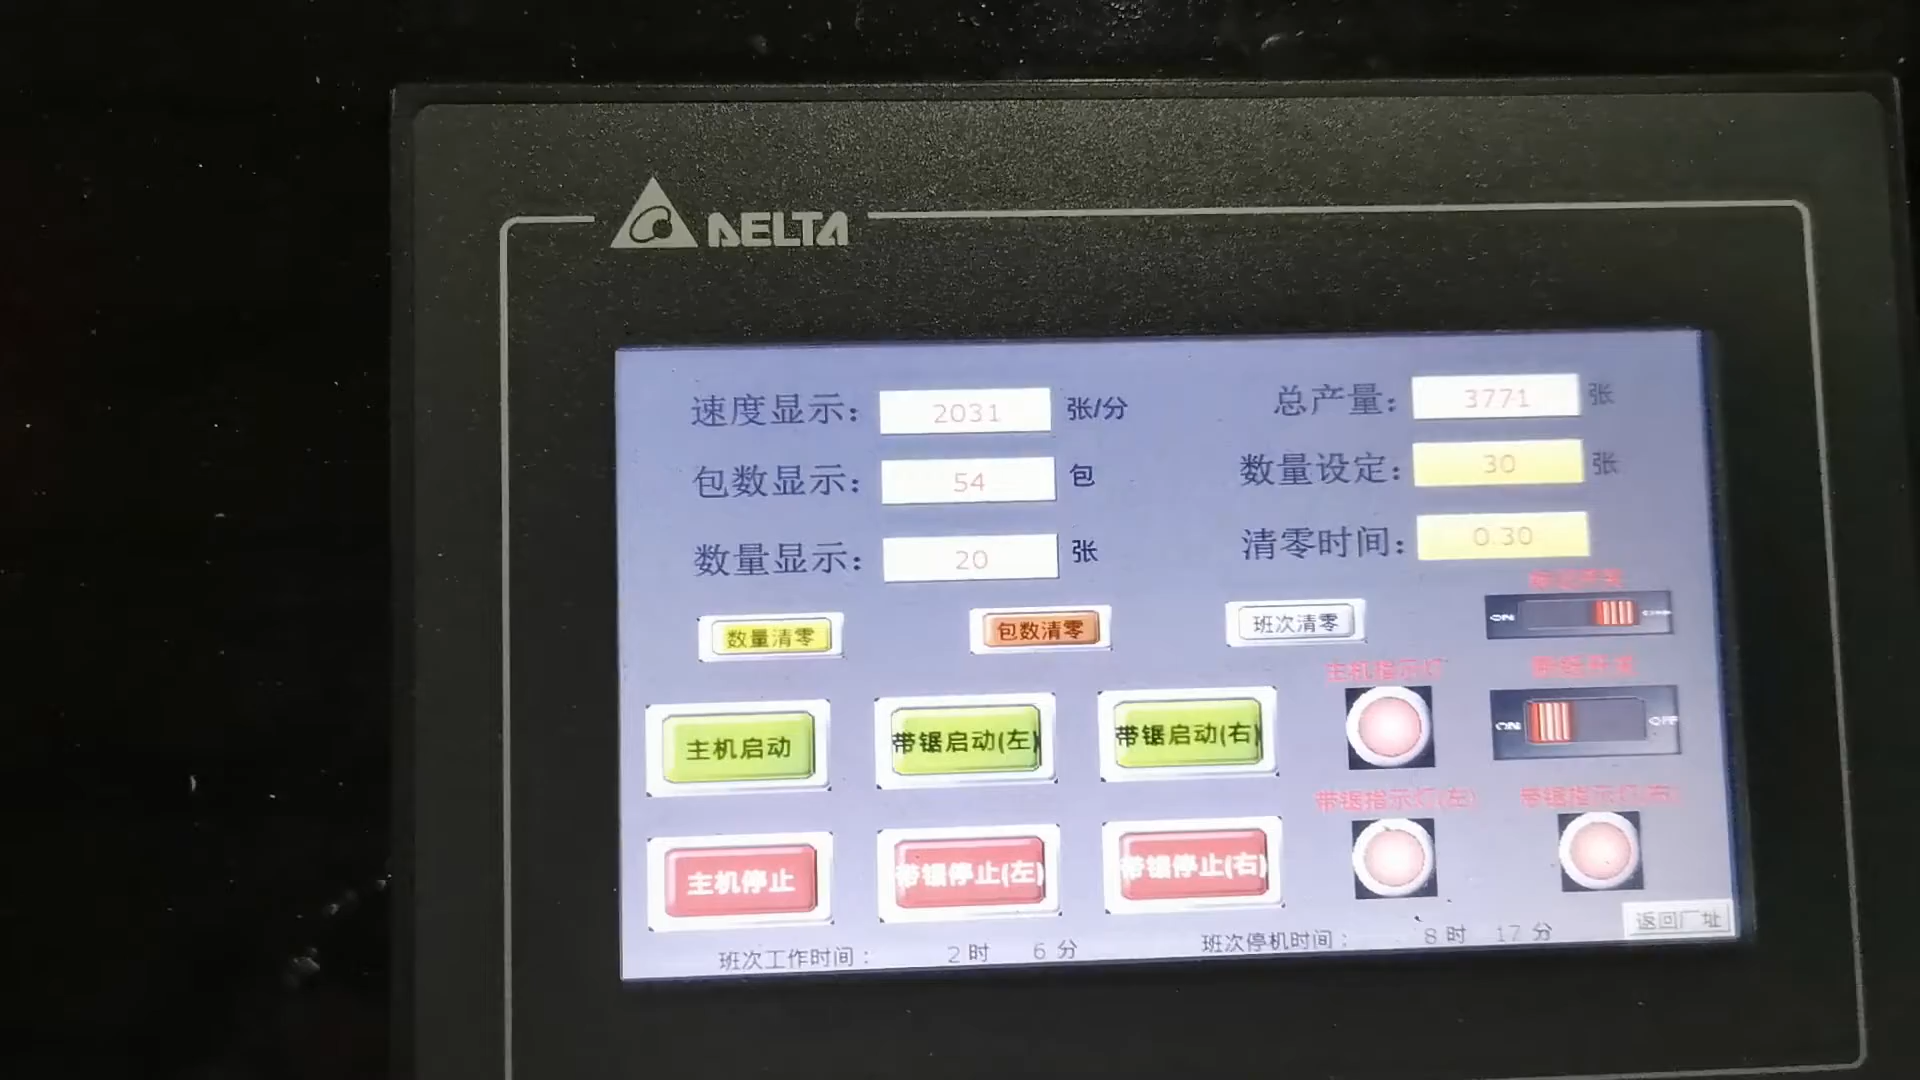 DELTA
速度显示： 2031 张/分 总产量： 3771 张
包数显示： 54 包 数量设定： 30 张
数量显示： 20 张 清零时间： 0.30
数量清零 包数清零 班次清零 ON
主机指示灯
主机启动 带锯启动(左) 带锯启动(右) ON OFF
带锯指示灯(左) 带锯指示灯(右)
主机停止 带锯停止(左) 带锯停止(右)
返回厂址
班次工作时间： 2 时 6 分 班次停机时间： 8 时 17 分